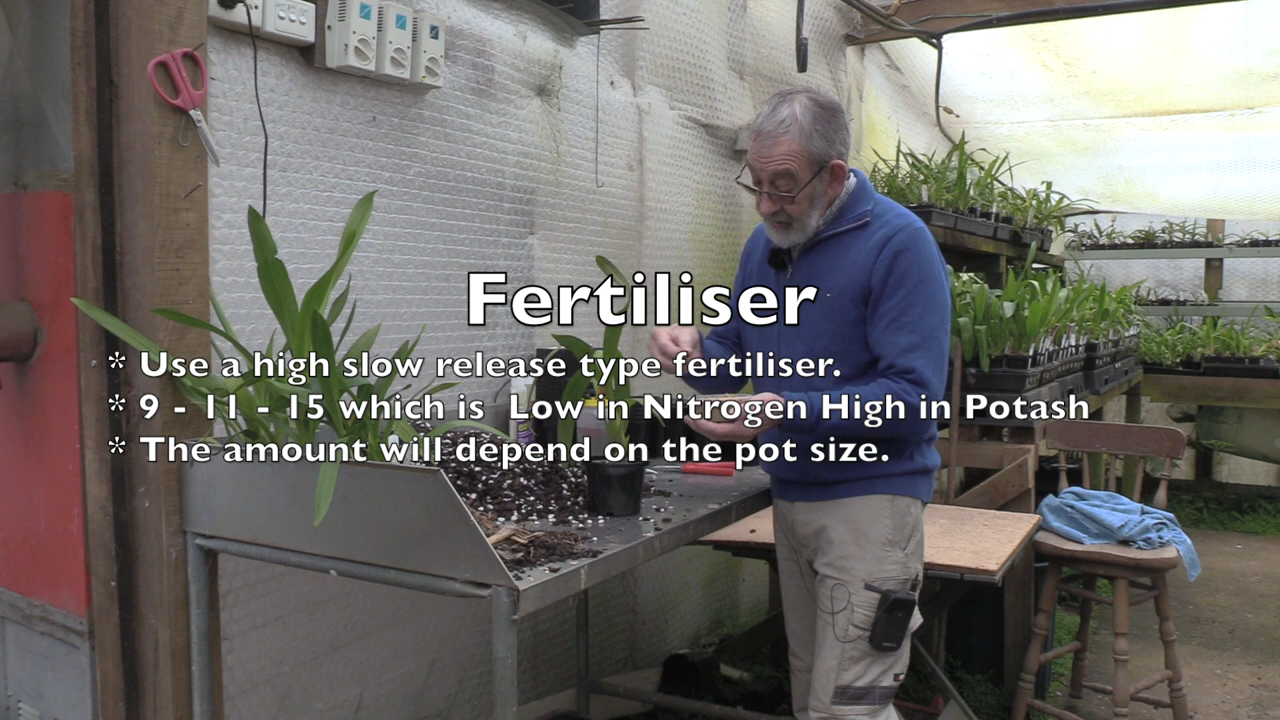 Fertiliser
* Use a high slow release type fertiliser.
* 9 - 11 - 15 which is Low in Nitrogen High in Potash
* The amount will depend on the pot size.